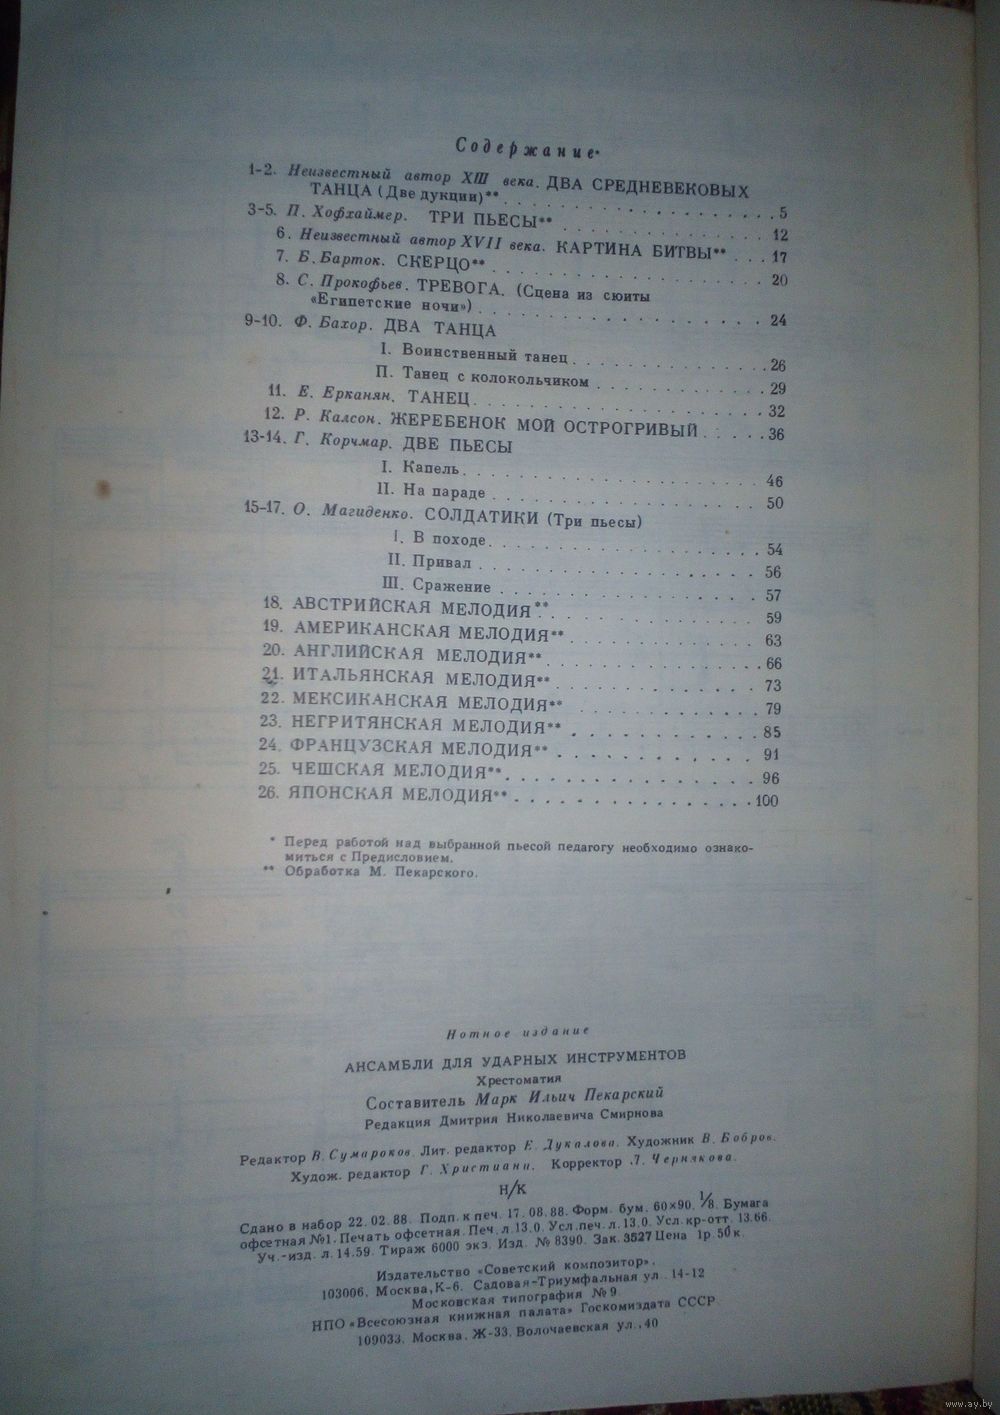 Содержание*
1-2. Неизвестный автор XIII века. ДВА СРЕДНЕВЕКОВЫХ
ТАНЦА (Две дукции)** . . . . . . . . . . . . . . . 5
3-5. П. Хофхаймер. ТРИ ПЬЕСЫ** . . . . . . . . . . . . 12
6. Неизвестный автор XVII века. КАРТИНА БИТВЫ** . . . 17
7. Б. Барток. СКЕРЦО** . . . . . . . . . . . . . . . 20
8. С. Прокофьев. ТРЕВОГА. (Сцена из сюиты
«Египетские ночи») . . . . . . . . . . . . . . . 24
9-10. Ф. Бахор. ДВА ТАНЦА
I. Воинственный танец . . . . . . . . . . . 26
П. Танец с колокольчиком . . . . . . . . . . 29
11. Е. Ерканян. ТАНЕЦ . . . . . . . . . . . . . . . 32
12. Р. Калсон. ЖЕРЕБЕНОК МОЙ ОСТРОГРИВЫЙ . . . . . 36
13-14. Г. Корчмар. ДВЕ ПЬЕСЫ
I. Капель . . . . . . . . . . . . . . . 46
II. На параде . . . . . . . . . . . . . . 50
15-17. О. Магиденко. СОЛДАТИКИ (Три пьесы)
I. В походе . . . . . . . . . . . . . . 54
II. Привал . . . . . . . . . . . . . . . 56
III. Сражение . . . . . . . . . . . . . . 57
18. АВСТРИЙСКАЯ МЕЛОДИЯ** . . . . . . . . . . . . 59
19. АМЕРИКАНСКАЯ МЕЛОДИЯ** . . . . . . . . . . . 63
20. АНГЛИЙСКАЯ МЕЛОДИЯ** . . . . . . . . . . . . 66
21. ИТАЛЬЯНСКАЯ МЕЛОДИЯ** . . . . . . . . . . . . 73
22. МЕКСИКАНСКАЯ МЕЛОДИЯ** . . . . . . . . . . . 79
23. НЕГРИТЯНСКАЯ МЕЛОДИЯ** . . . . . . . . . . . 85
24. ФРАНЦУЗСКАЯ МЕЛОДИЯ** . . . . . . . . . . . . 91
25. ЧЕШСКАЯ МЕЛОДИЯ** . . . . . . . . . . . . . . 96
26. ЯПОНСКАЯ МЕЛОДИЯ** . . . . . . . . . . . . . 100
* Перед работой над выбранной пьесой педагогу необходимо ознако-
миться с Предисловием.
** Обработка М. Пекарского.
Нотное издание
АНСАМБЛИ ДЛЯ УДАРНЫХ ИНСТРУМЕНТОВ
Хрестоматия
Составитель Марк Ильич Пекарский
Редакция Дмитрия Николаевича Смирнова
Редактор В. Сумароков. Лит. редактор Е. Дукалова. Художник В. Бобров.
Худож. редактор Г. Христиани. Корректор Л. Чернякова.
Н/К
Сдано в набор 22.02.88. Подп. к печ. 17.08.88. Форм. бум. 60×90. 1/8. Бумага
офсетная №1. Печать офсетная. Печ. л. 13.0. Усл. печ. л. 13.0. Усл. кр-отт. 13.66.
Уч.-изд. л. 14.59. Тираж 6000 экз. Изд. № 8390. Зак. 3527 Цена 1р. 50к.
Издательство «Советский композитор».
103006. Москва, К-6. Садовая-Триумфальная ул. 14-12
Московская типография №9
НПО «Всесоюзная книжная палата» Госкомиздата СССР
109033. Москва. Ж-33. Волочаевская ул., 40
www.ay.by